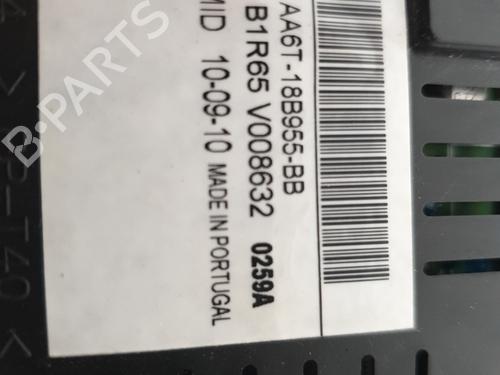 AA6T-18B955-BB
B1R65 V008632 0259A
MID 10-09-10 MADE IN PORTUGAL
B-PARTS